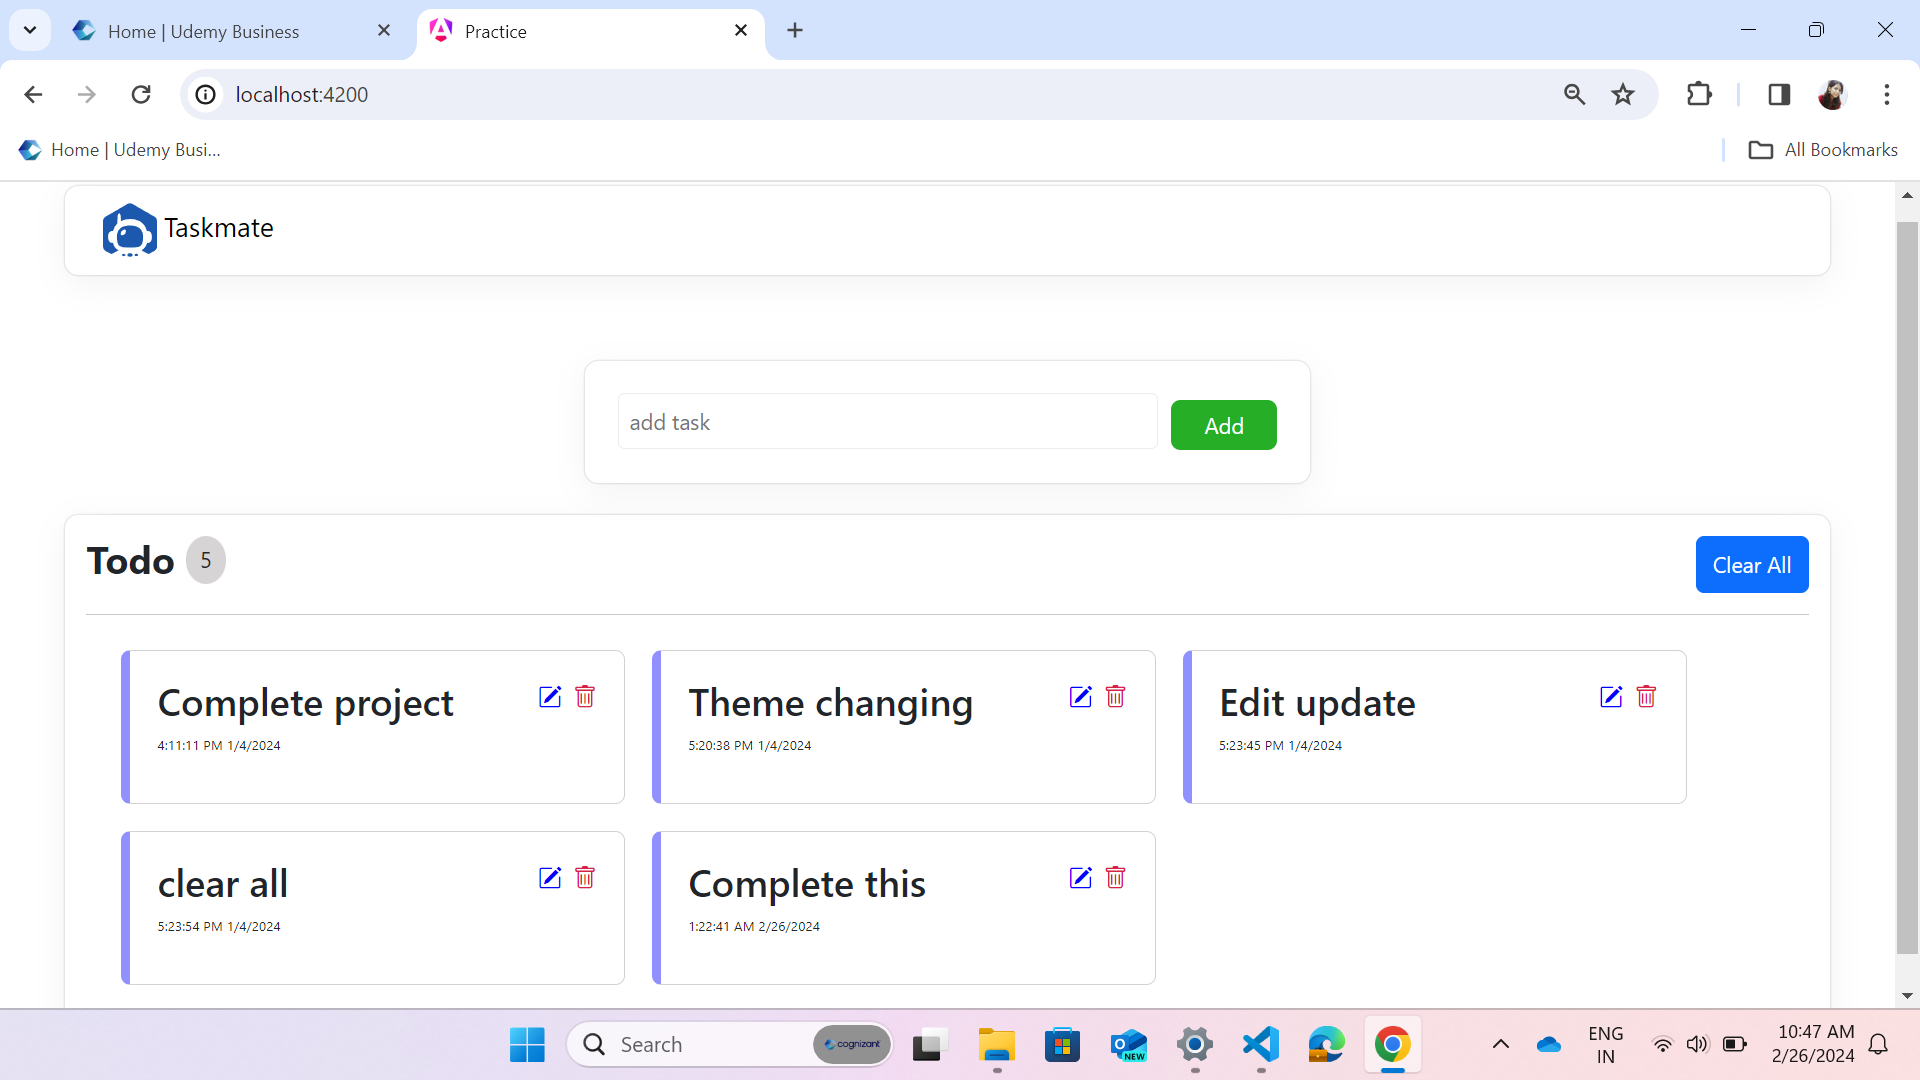 Home | Udemy Business
Practice
localhost:4200
Home | Udemy Busi...
All Bookmarks
Taskmate
add task
Add
Todo 5
Clear All
Complete project
4:11:11 PM 1/4/2024
Theme changing
5:20:38 PM 1/4/2024
Edit update
5:23:45 PM 1/4/2024
clear all
5:23:54 PM 1/4/2024
Complete this
1:22:41 AM 2/26/2024
Search
cognizant
NEW
ENG
IN
10:47 AM
2/26/2024